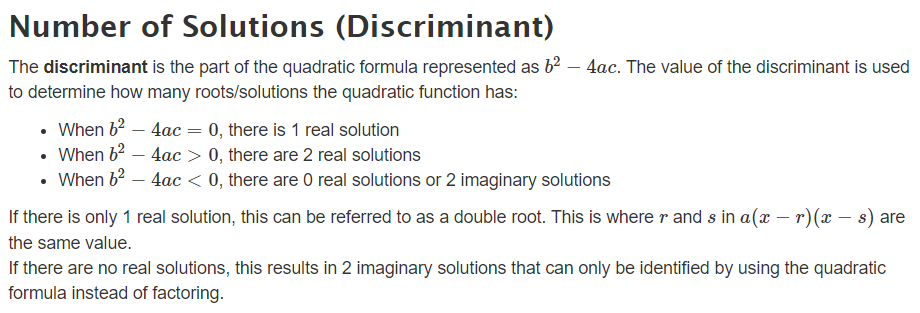 Number of Solutions (Discriminant)
The discriminant is the part of the quadratic formula represented as b² − 4ac. The value of the discriminant is used
to determine how many roots/solutions the quadratic function has:
• When b² − 4ac = 0, there is 1 real solution
• When b² − 4ac > 0, there are 2 real solutions
• When b² − 4ac < 0, there are 0 real solutions or 2 imaginary solutions
If there is only 1 real solution, this can be referred to as a double root. This is where r and s in a(x − r)(x − s) are
the same value.
If there are no real solutions, this results in 2 imaginary solutions that can only be identified by using the quadratic
formula instead of factoring.